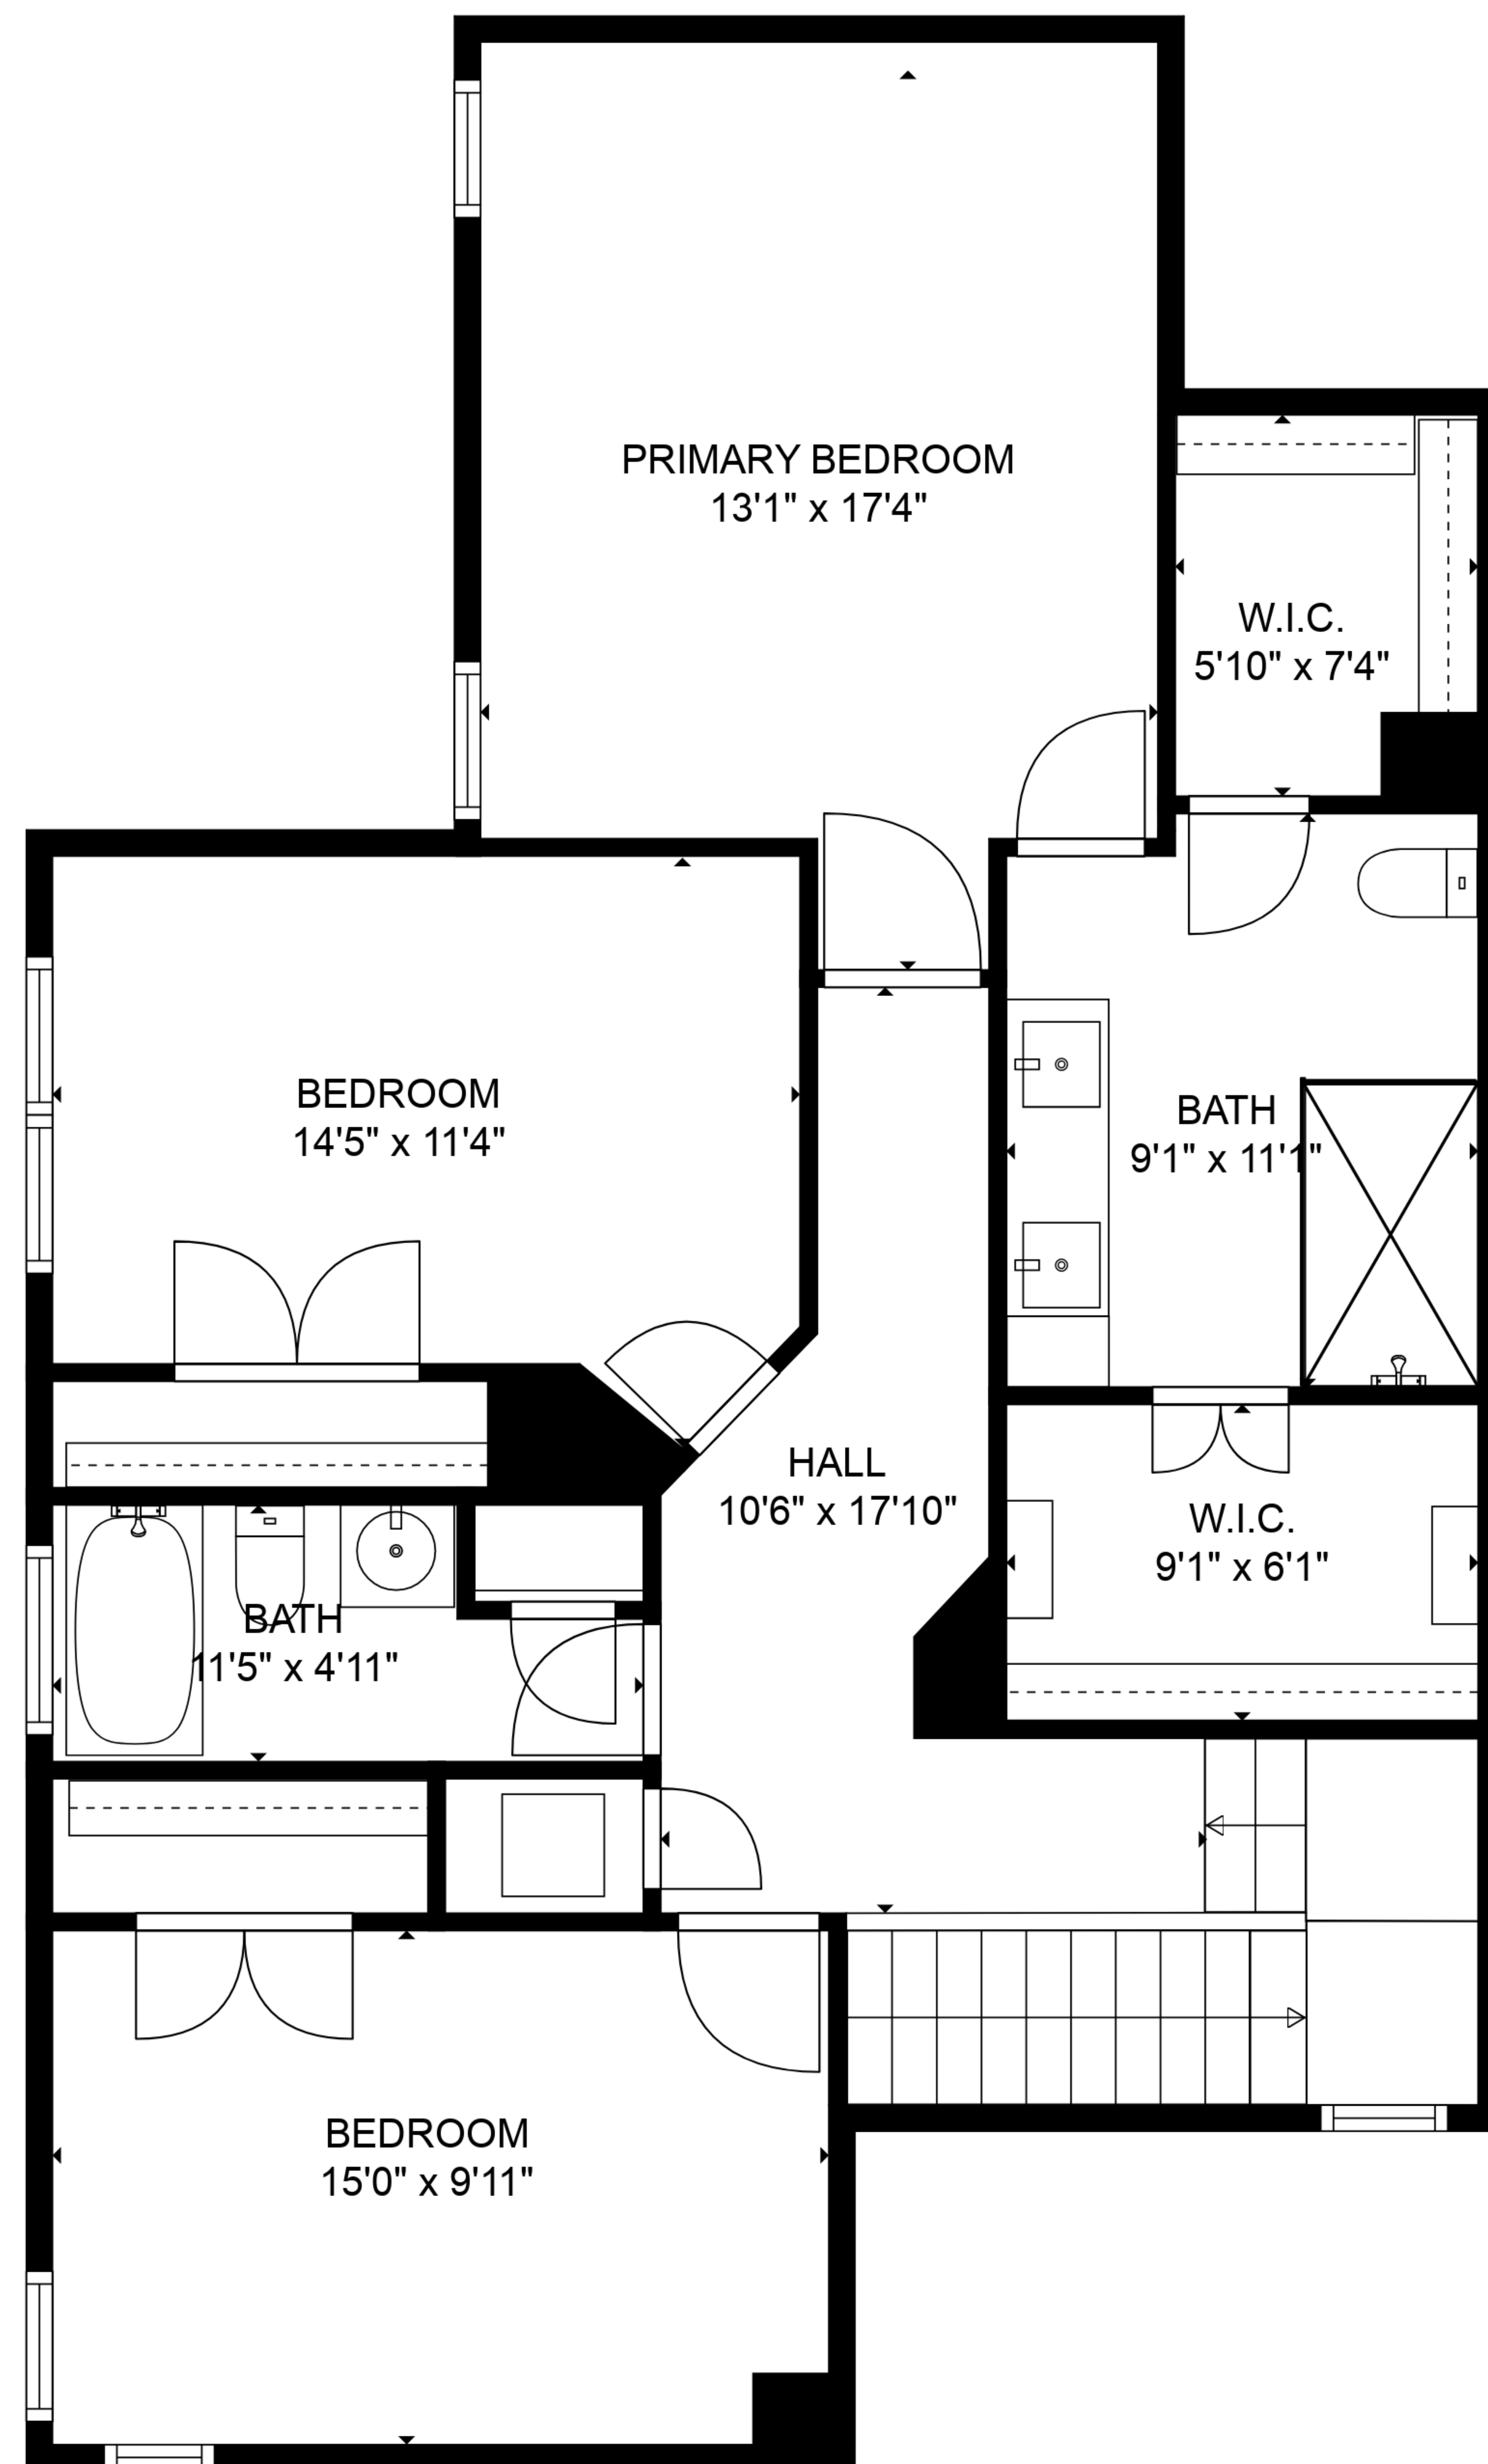 PRIMARY BEDROOM
13'1" x 17'4"
W.I.C.
5'10" x 7'4"
BEDROOM
14'5" x 11'4"
BATH
9'1" x 11'1"
HALL
10'6" x 17'10"
W.I.C.
9'1" x 6'1"
BATH
11'5" x 4'11"
BEDROOM
15'0" x 9'11"